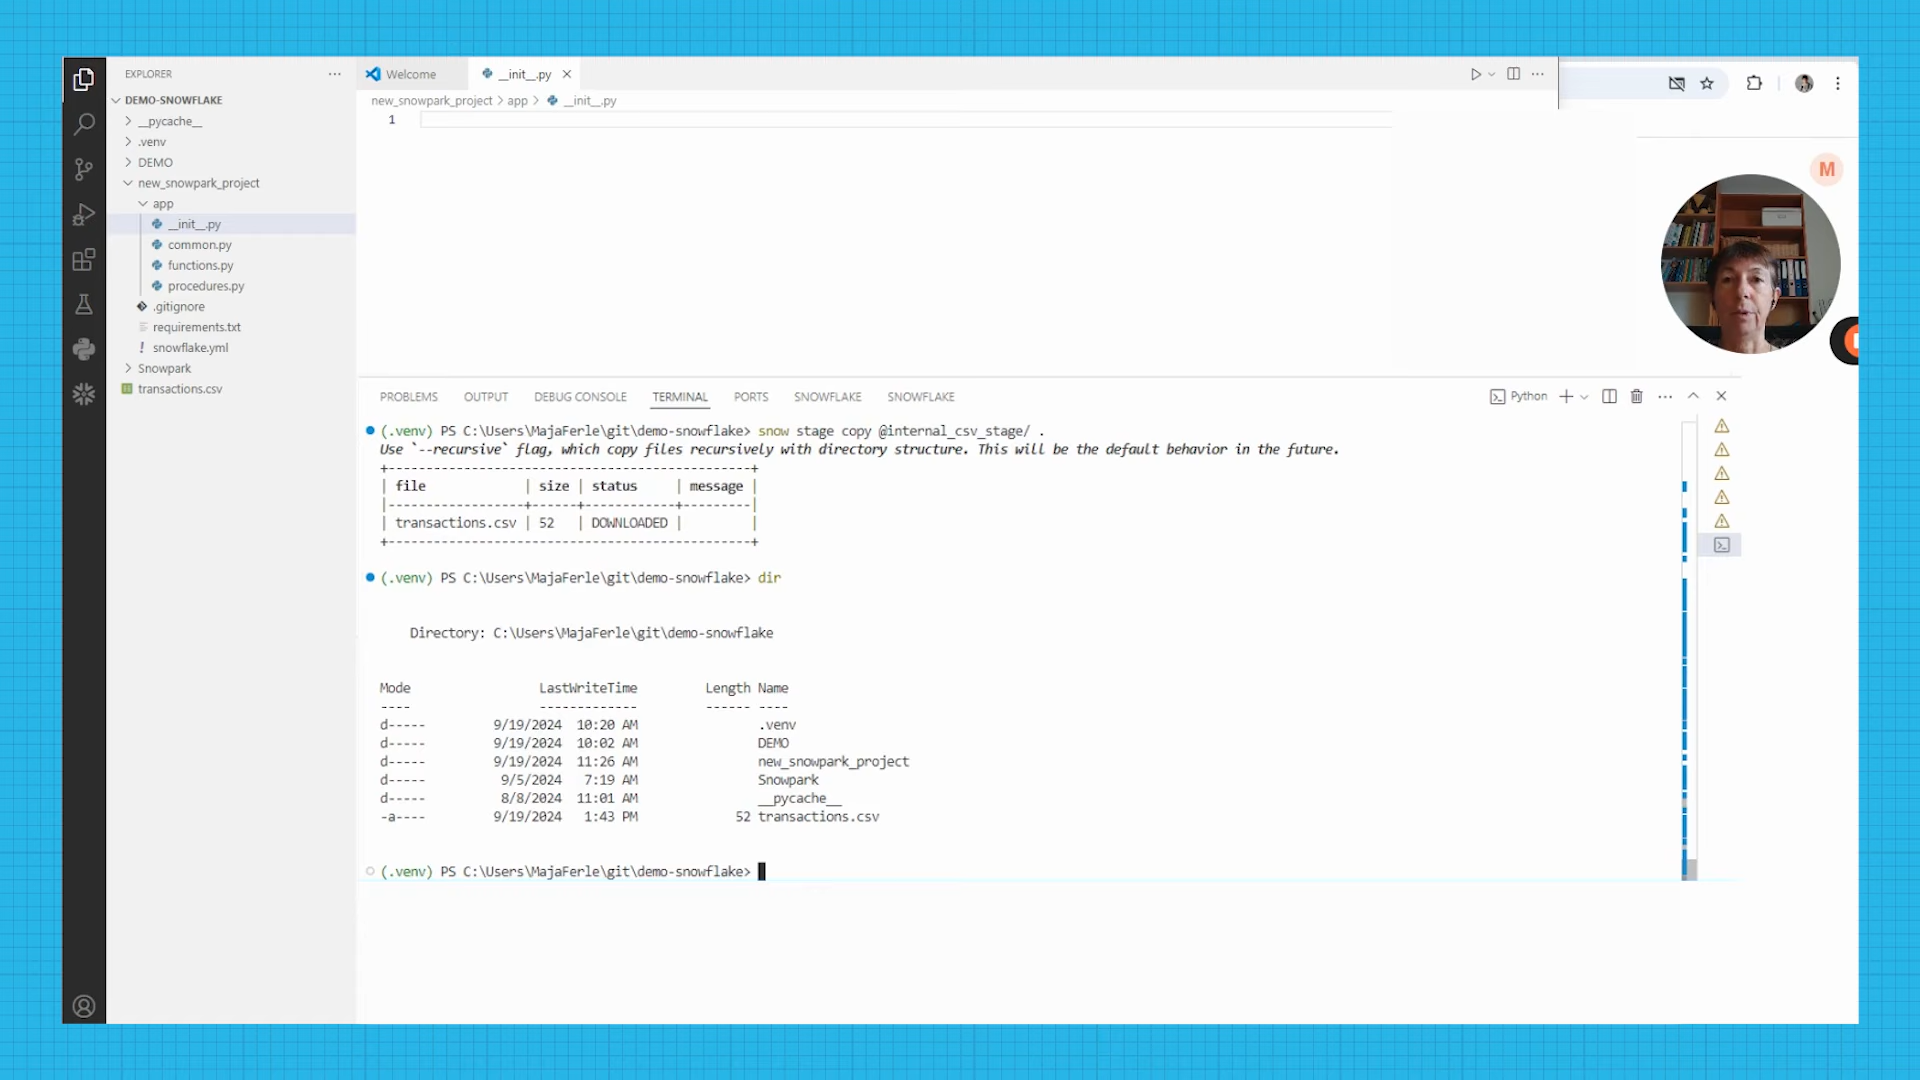 EXPLORER
DEMO-SNOWFLAKE
__pycache__
.venv
DEMO
new_snowpark_project
app
__init__.py
common.py
functions.py
procedures.py
.gitignore
requirements.txt
! snowflake.yml
Snowpark
transactions.csv
Welcome
__init__.py
new_snowpark_project > app > __init__.py
1
M
PROBLEMS OUTPUT DEBUG CONSOLE TERMINAL PORTS SNOWFLAKE SNOWFLAKE
Python
(.venv) PS C:\Users\MajaFerle\git\demo-snowflake> snow stage copy @internal_csv_stage/ .
Use `--recursive` flag, which copy files recursively with directory structure. This will be the default behavior in the future.
+------------------------------------------------+
| file | size | status | message |
|------------------+------+------------+---------|
| transactions.csv | 52 | DOWNLOADED | |
+------------------------------------------------+
(.venv) PS C:\Users\MajaFerle\git\demo-snowflake> dir
Directory: C:\Users\MajaFerle\git\demo-snowflake
Mode LastWriteTime Length Name
---- ------------- ------ ----
d----- 9/19/2024 10:20 AM .venv
d----- 9/19/2024 10:02 AM DEMO
d----- 9/19/2024 11:26 AM new_snowpark_project
d----- 9/5/2024 7:19 AM Snowpark
d----- 8/8/2024 11:01 AM __pycache__
-a---- 9/19/2024 1:43 PM 52 transactions.csv
(.venv) PS C:\Users\MajaFerle\git\demo-snowflake>